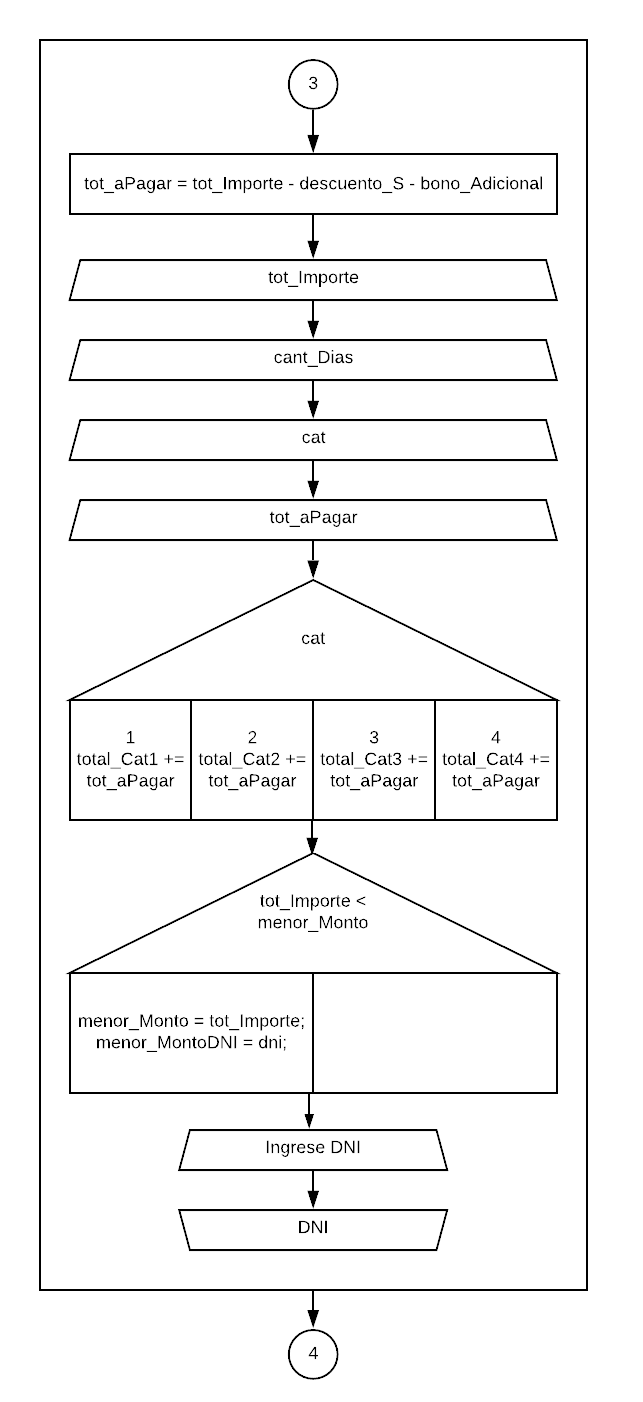 3
tot_aPagar = tot_Importe - descuento_S - bono_Adicional
tot_Importe
cant_Dias
cat
tot_aPagar
cat
1
total_Cat1 +=
tot_aPagar
2
total_Cat2 +=
tot_aPagar
3
total_Cat3 +=
tot_aPagar
4
total_Cat4 +=
tot_aPagar
tot_Importe <
menor_Monto
menor_Monto = tot_Importe;
menor_MontoDNI = dni;
Ingrese DNI
DNI
4